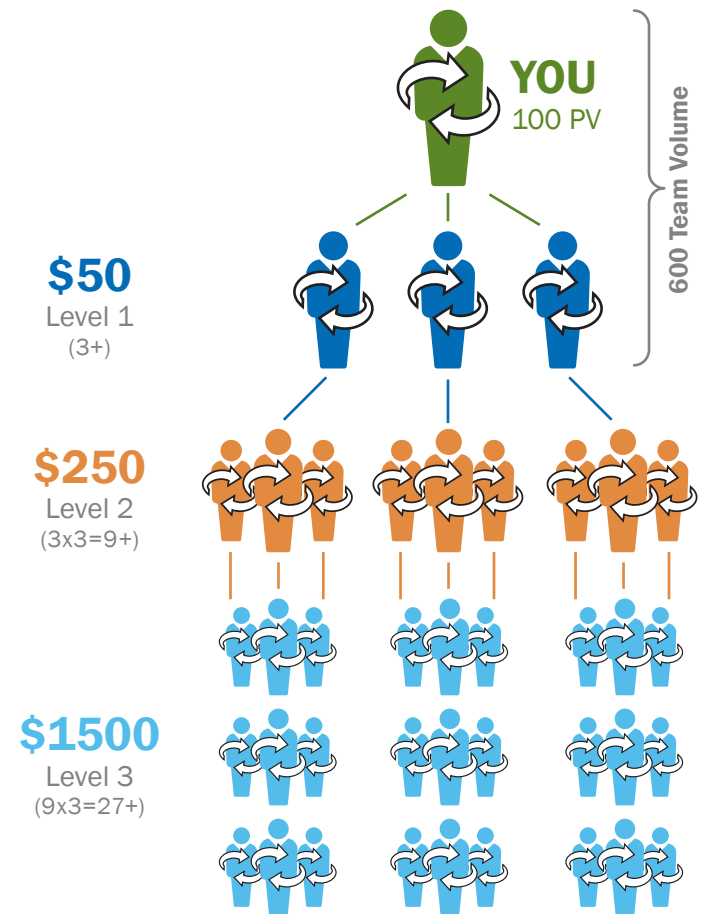 YOU
100 PV
600 Team Volume
$50
Level 1
(3+)
$250
Level 2
(3x3=9+)
$1500
Level 3
(9x3=27+)